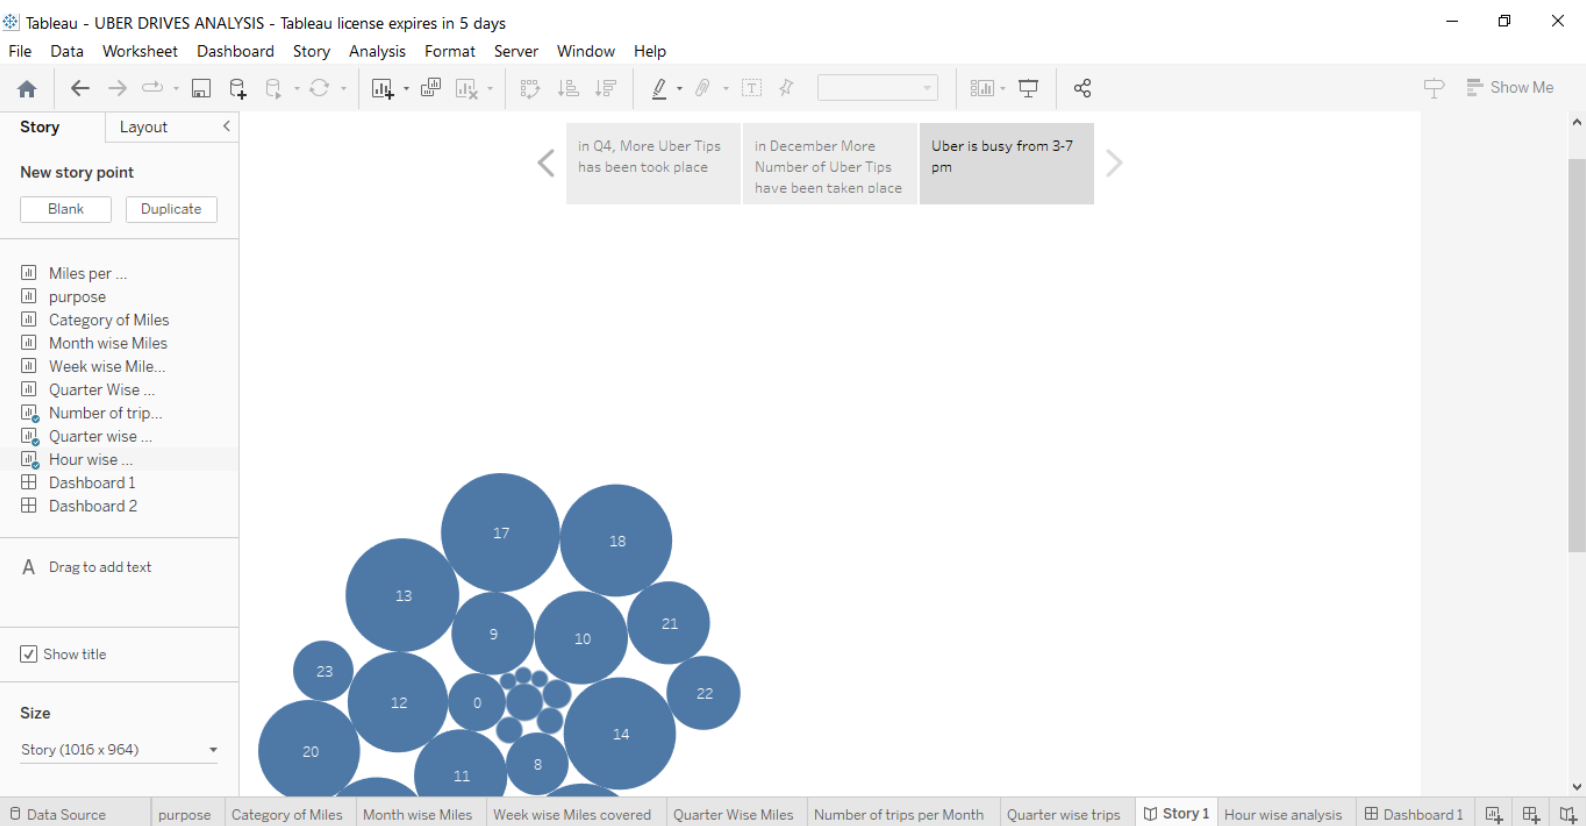 Tableau - UBER DRIVES ANALYSIS - Tableau license expires in 5 days
File Data Worksheet Dashboard Story Analysis Format Server Window Help
Show Me
Story Layout
New story point
Blank Duplicate
Miles per ...
purpose
Category of Miles
Month wise Miles
Week wise Mile...
Quarter Wise ...
Number of trip...
Quarter wise ...
Hour wise ...
Dashboard 1
Dashboard 2
A Drag to add text
Show title
Size
Story (1016 x 964)
in Q4, More Uber Tips
has been took place
in December More
Number of Uber Tips
have been taken place
Uber is busy from 3-7
pm
17
18
13
9
10
21
23
12
0
22
20
14
11
8
Data Source purpose Category of Miles Month wise Miles Week wise Miles covered Quarter Wise Miles Number of trips per Month Quarter wise trips Story 1 Hour wise analysis Dashboard 1